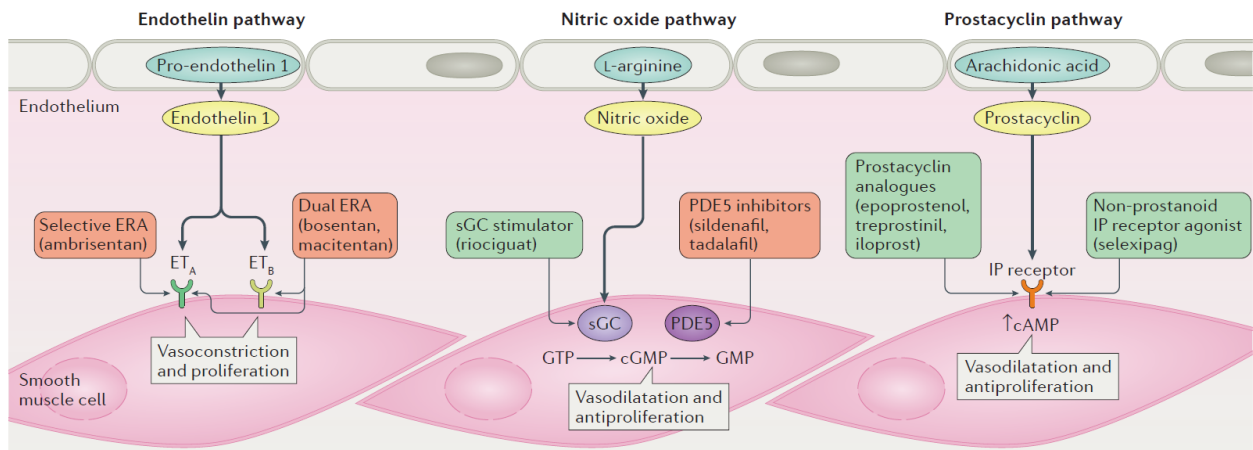 Endothelin pathway
Pro-endothelin 1
Endothelium
Endothelin 1
Selective ERA
(ambrisentan)
Dual ERA
(bosentan,
macitentan)
ETA
ETB
Vasoconstriction
and proliferation
Smooth
muscle cell
Nitric oxide pathway
L-arginine
Nitric oxide
sGC stimulator
(riociguat)
PDE5 inhibitors
(sildenafil,
tadalafil)
sGC
PDE5
GTP
cGMP
GMP
Vasodilatation and
antiproliferation
Prostacyclin pathway
Arachidonic acid
Prostacyclin
Prostacyclin
analogues
(epoprostenol,
treprostinil,
iloprost)
Non-prostanoid
IP receptor agonist
(selexipag)
IP receptor
↑cAMP
Vasodilatation and
antiproliferation